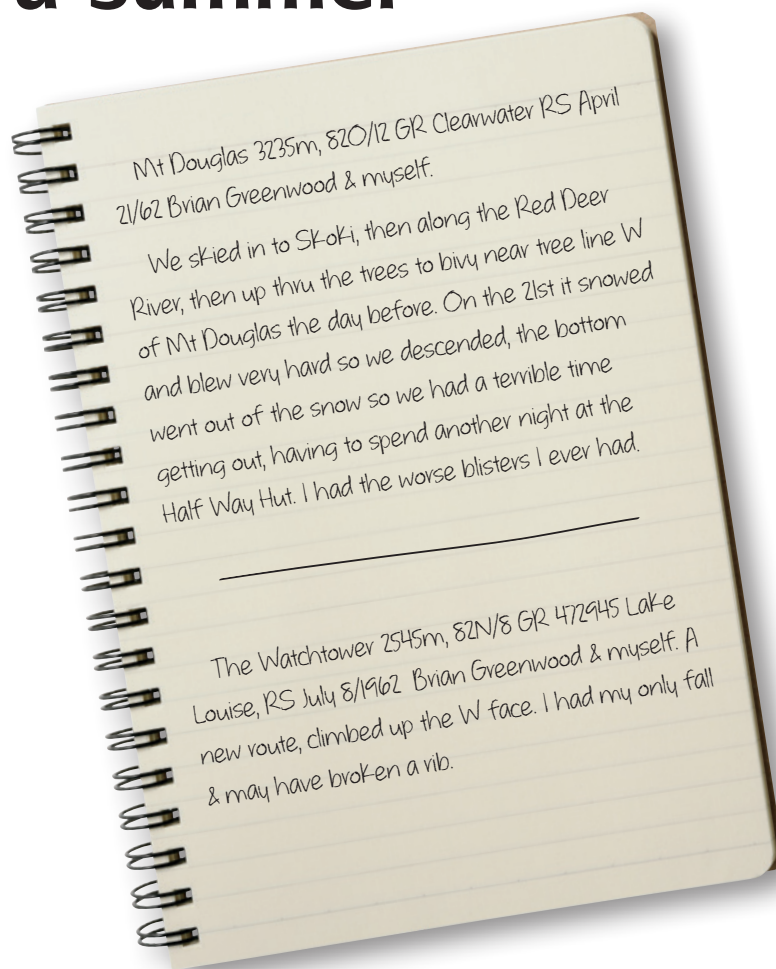 a Summer
Mt Douglas 3235m, 82O/12 GR Clearwater RS April
21/62 Brian Greenwood & myself.
We skied in to Skoki, then along the Red Deer
River, then up thru the trees to bivy near tree line W
of Mt Douglas the day before. On the 21st it snowed
and blew very hard so we descended, the bottom
went out of the snow so we had a terrible time
getting out, having to spend another night at the
Half Way Hut. I had the worse blisters I ever had.
The Watchtower 2545m, 82N/8 GR 472945 Lake
Louise, RS July 8/1962 Brian Greenwood & myself. A
new route, climbed up the W face. I had my only fall
& may have broken a rib.